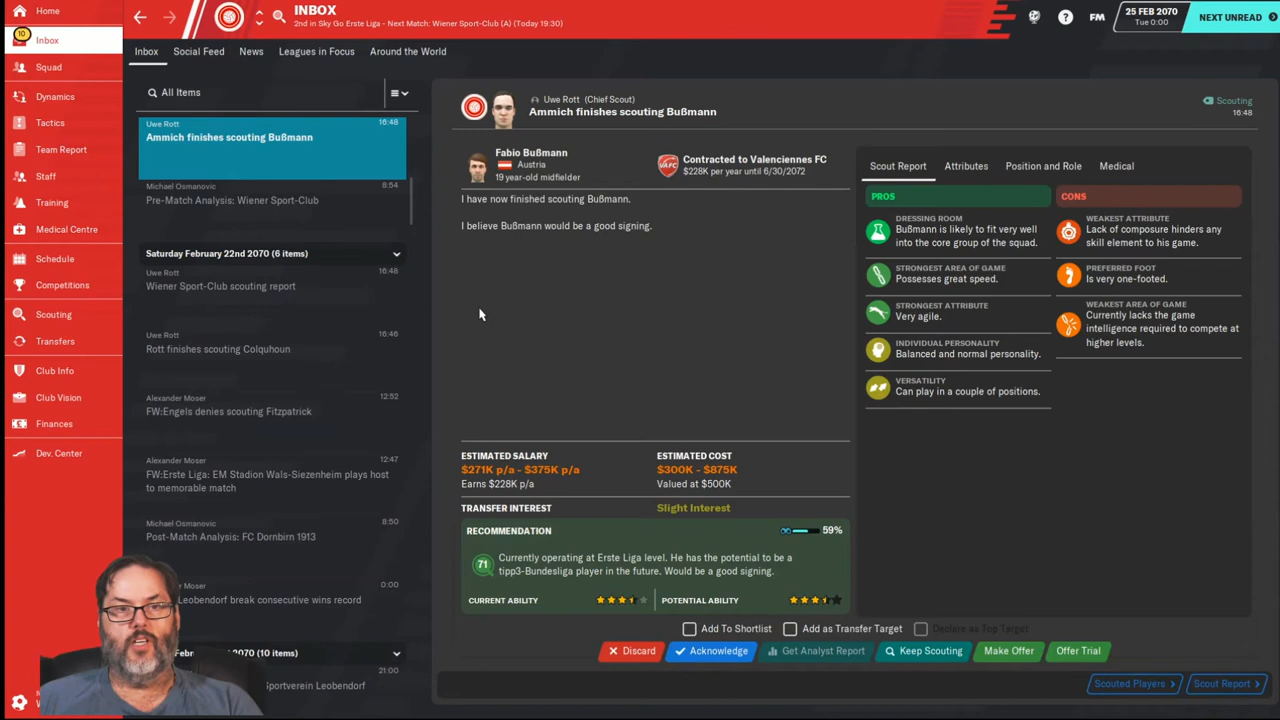 Home
10
Inbox
Squad
Dynamics
Tactics
Team Report
Staff
Training
Medical Centre
Schedule
Competitions
Scouting
Transfers
Club Info
Club Vision
Finances
Dev. Center
INBOX
2nd in Sky Go Erste Liga - Next Match: Wiener Sport-Club (A) (Today 19:30)
FM
25 FEB 2070
Tue 0:00
NEXT UNREAD
Inbox
Social Feed
News
Leagues in Focus
Around the World
All Items
Uwe Rott
16:48
Ammich finishes scouting Bußmann
Michael Osmanovic
8:54
Pre-Match Analysis: Wiener Sport-Club
Saturday February 22nd 2070 (6 items)
Uwe Rott
16:48
Wiener Sport-Club scouting report
Uwe Rott
16:46
Rott finishes scouting Colquhoun
Alexander Moser
12:52
FW:Engels denies scouting Fitzpatrick
Alexander Moser
12:47
FW:Erste Liga: EM Stadion Wals-Siezenheim plays host
to memorable match
Michael Osmanovic
8:50
Post-Match Analysis: FC Dornbirn 1913
Moser
0:00
Leobendorf break consecutive wins record
2070 (10 items)
21:00
Sportverein Leobendorf
Uwe Rott (Chief Scout)
Ammich finishes scouting Bußmann
Scouting
16:48
Fabio Bußmann
Austria
19 year-old midfielder
VAFC
Contracted to Valenciennes FC
$228K per year until 6/30/2072
I have now finished scouting Bußmann.
I believe Bußmann would be a good signing.
ESTIMATED SALARY
$271K p/a - $375K p/a
Earns $228K p/a
ESTIMATED COST
$300K - $875K
Valued at $500K
TRANSFER INTEREST
Slight Interest
RECOMMENDATION
59%
71
Currently operating at Erste Liga level. He has the potential to be a
tipp3-Bundesliga player in the future. Would be a good signing.
CURRENT ABILITY
POTENTIAL ABILITY
Scout Report
Attributes
Position and Role
Medical
PROS
DRESSING ROOM
Bußmann is likely to fit very well
into the core group of the squad.
STRONGEST AREA OF GAME
Possesses great speed.
STRONGEST ATTRIBUTE
Very agile.
INDIVIDUAL PERSONALITY
Balanced and normal personality.
VERSATILITY
Can play in a couple of positions.
CONS
WEAKEST ATTRIBUTE
Lack of composure hinders any
skill element to his game.
PREFERRED FOOT
Is very one-footed.
WEAKEST AREA OF GAME
Currently lacks the game
intelligence required to compete at
higher levels.
Add To Shortlist
Add as Transfer Target
Declare as Top Target
Discard
Acknowledge
Get Analyst Report
Keep Scouting
Make Offer
Offer Trial
Scouted Players
Scout Report